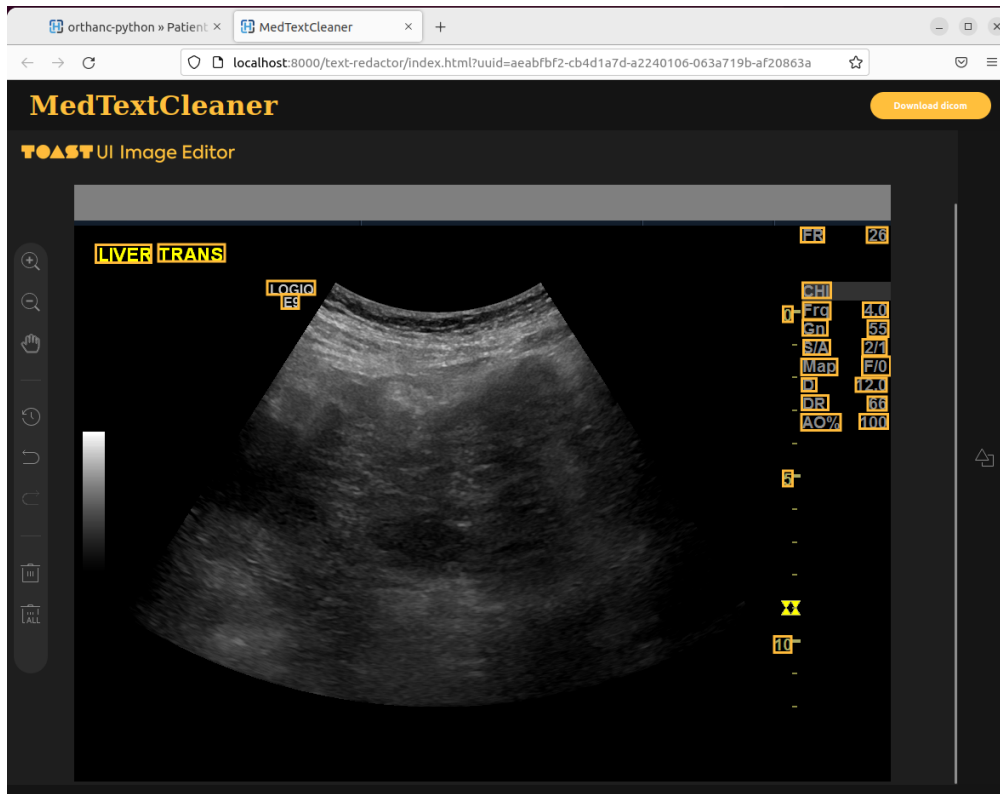 orthanc-python » Patient
MedTextCleaner
localhost:8000/text-redactor/index.html?uuid=aeabfbf2-cb4d1a7d-a2240106-063a719b-af20863a
MedTextCleaner
Download dicom
TOAST UI Image Editor
LIVER TRANS
FR 26
LOGIQ
E9
CHI
0
Frq 4.0
Gn 55
S/A 2/1
Map F/0
D 12.0
DR 66
AO% 100
5
10
ALL